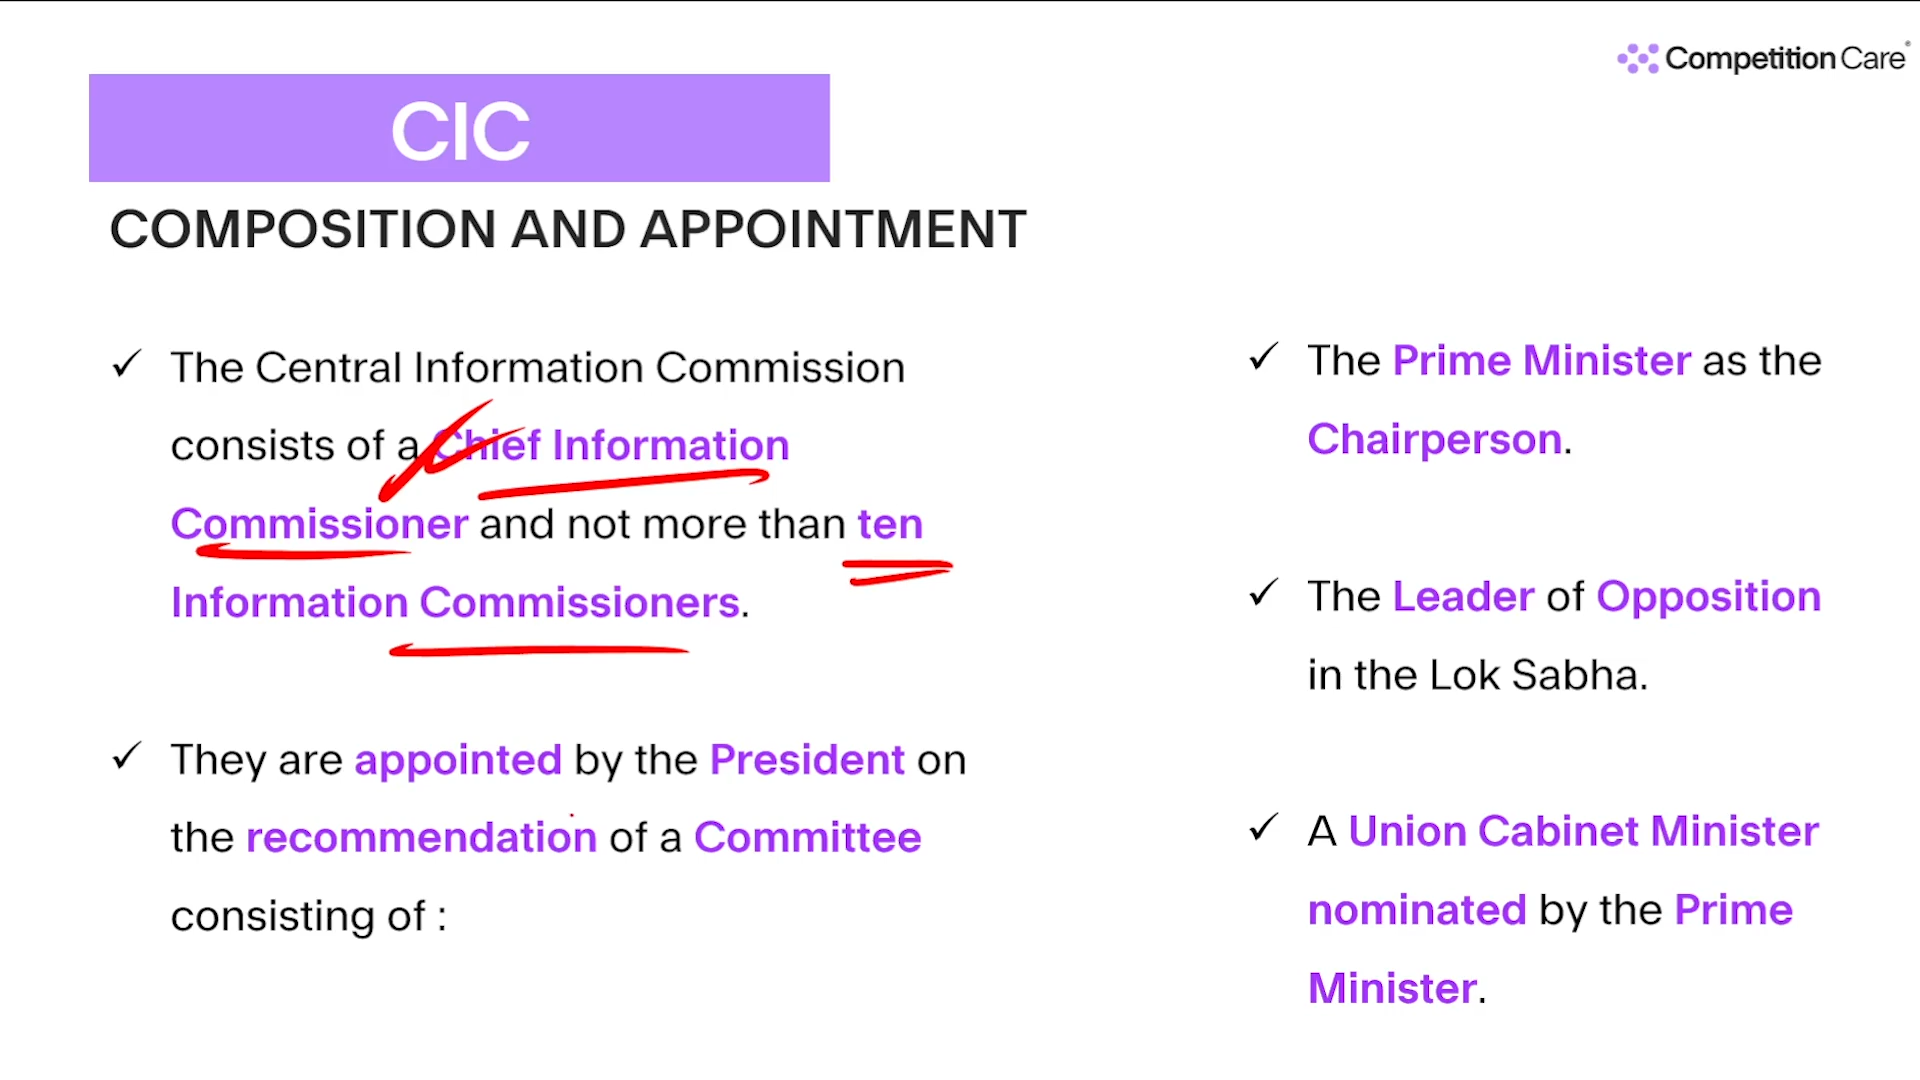 Competition Care
CIC
COMPOSITION AND APPOINTMENT
✓ The Central Information Commission
consists of a Chief Information
Commissioner and not more than ten
Information Commissioners.
✓ They are appointed by the President on
the recommendation of a Committee
consisting of :
✓ The Prime Minister as the
Chairperson.
✓ The Leader of Opposition
in the Lok Sabha.
✓ A Union Cabinet Minister
nominated by the Prime
Minister.